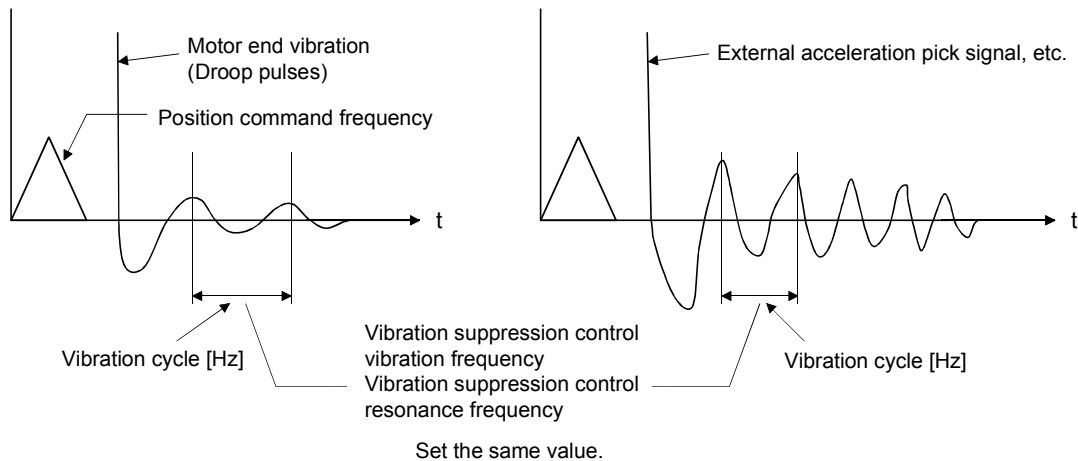 Motor end vibration
(Droop pulses)
Position command frequency
t
Vibration cycle [Hz]
External acceleration pick signal, etc.
t
Vibration cycle [Hz]
Vibration suppression control
vibration frequency
Vibration suppression control
resonance frequency
Set the same value.